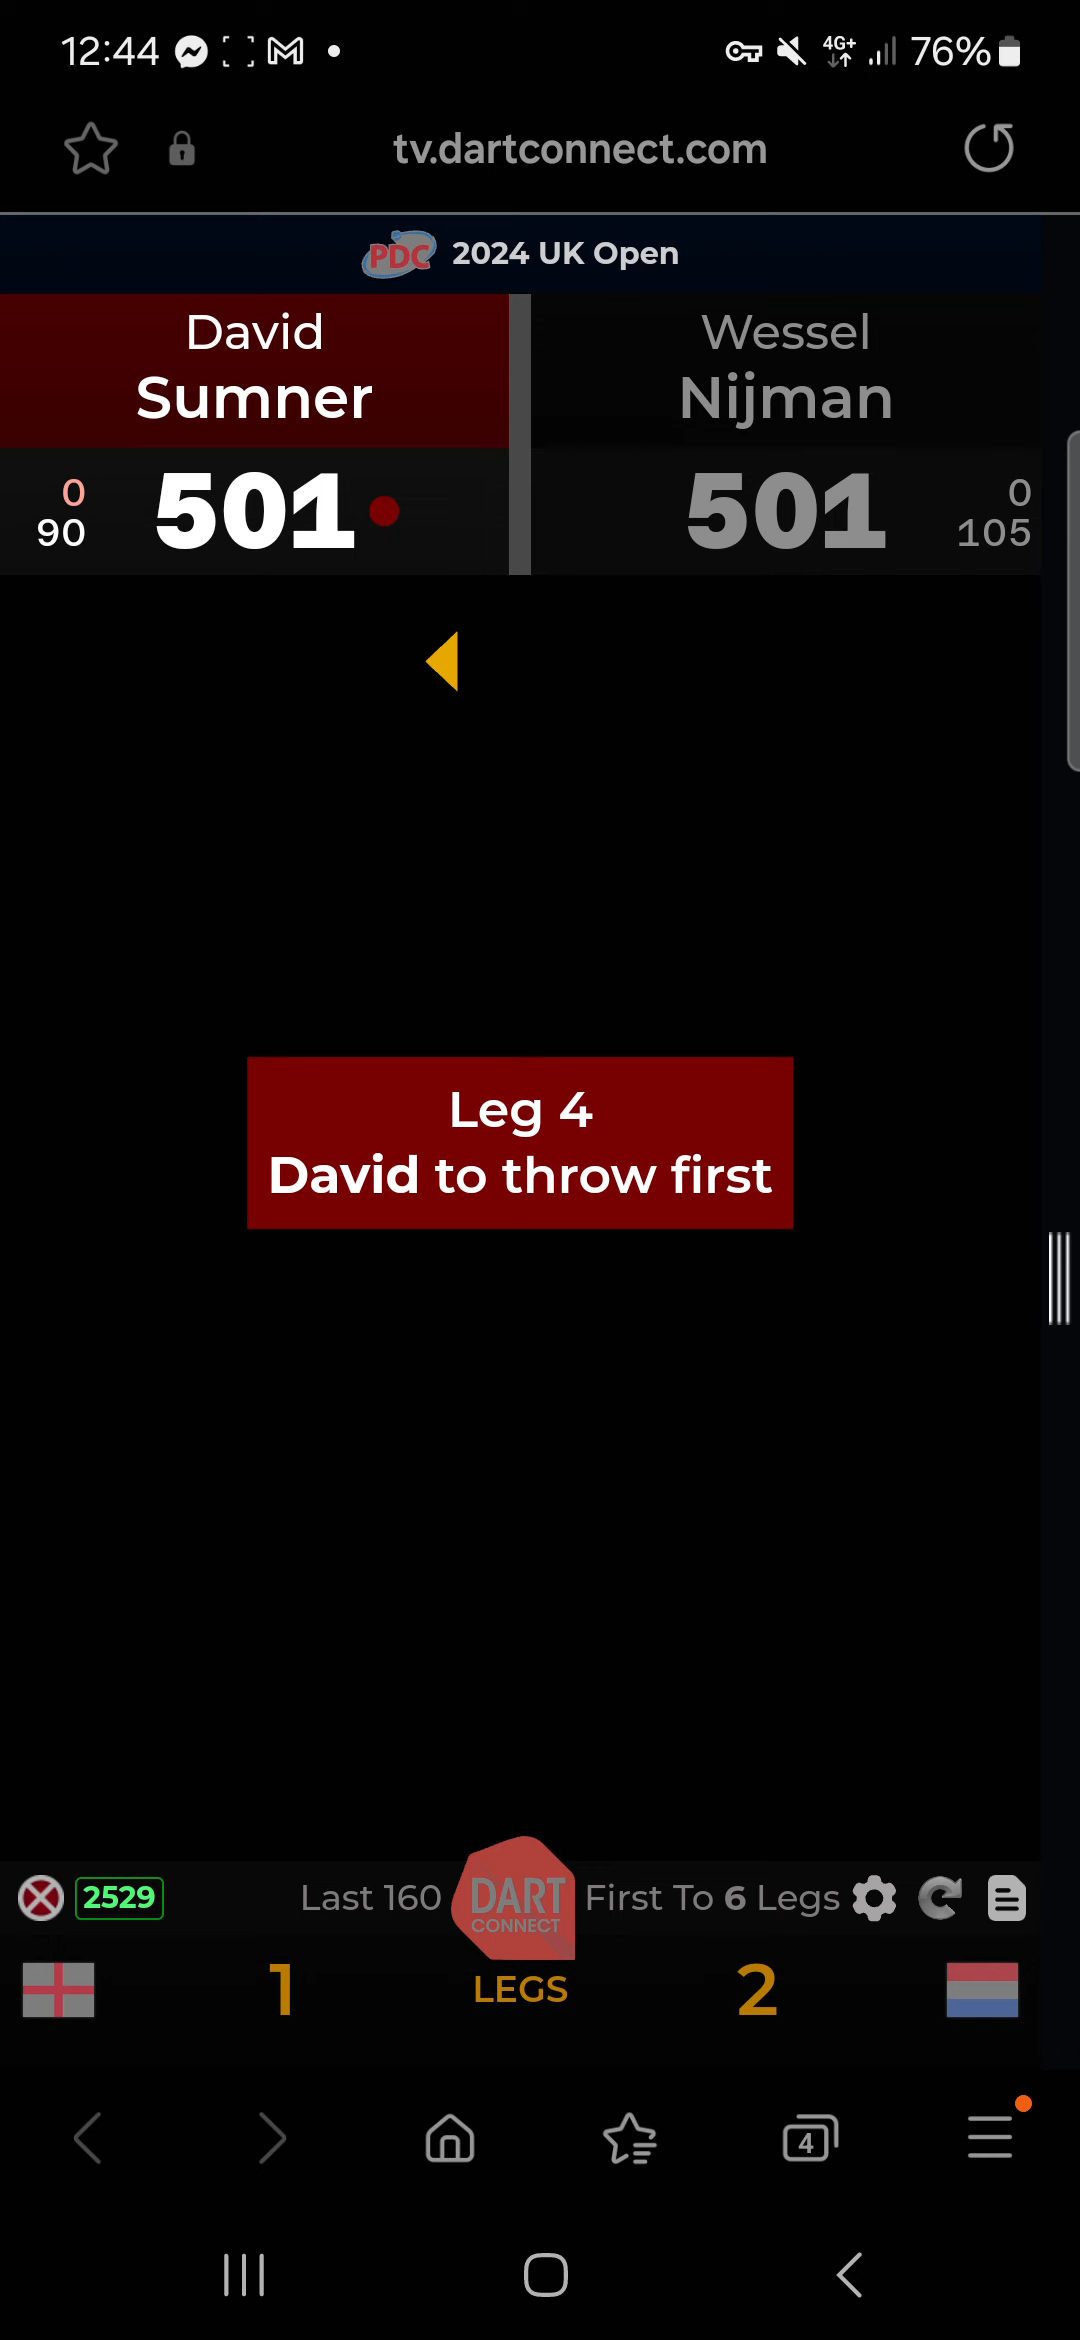 12:44 4G+ 76%
tv.dartconnect.com
PDC 2024 UK Open
David
Sumner
Wessel
Nijman
0
90
501
501
0
105
Leg 4
David to throw first
2529 Last 160 DART CONNECT First To 6 Legs
1 LEGS 2
4